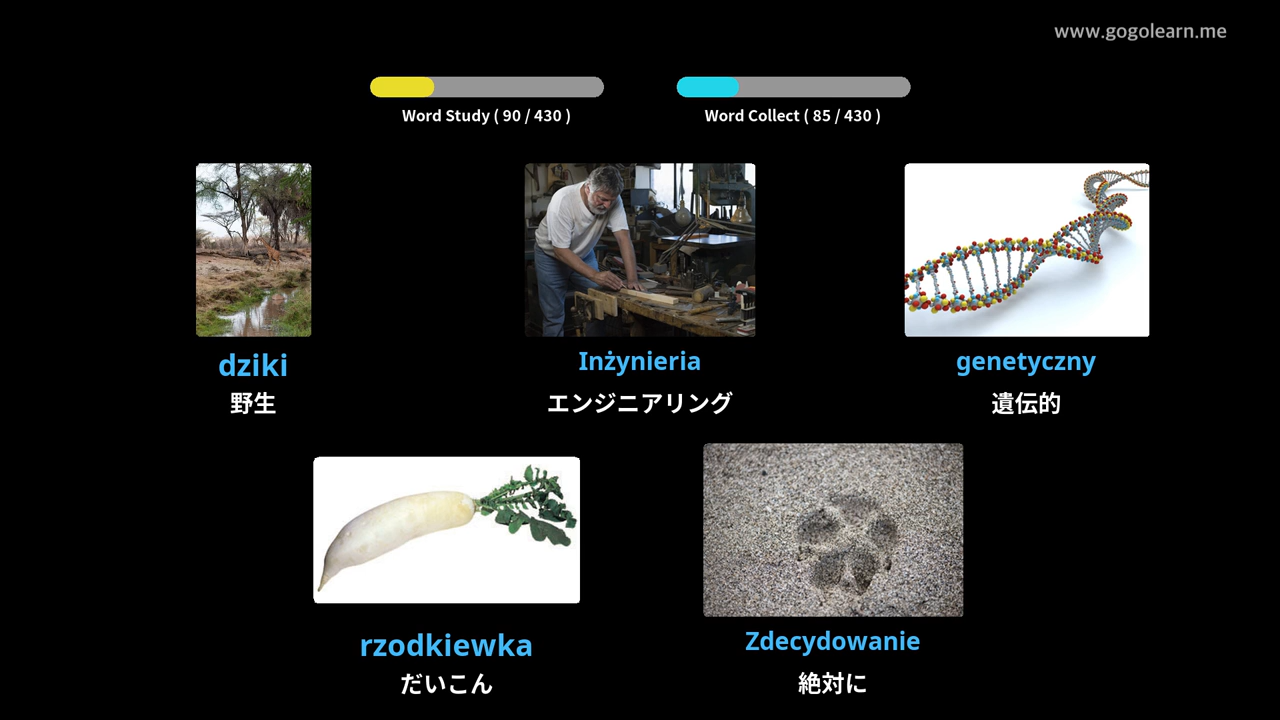 www.gogolearn.me
Word Study ( 90 / 430 )
Word Collect ( 85 / 430 )
dziki
野生
Inżynieria
エンジニアリング
genetyczny
遺伝的
rzodkiewka
だいこん
Zdecydowanie
絶対に